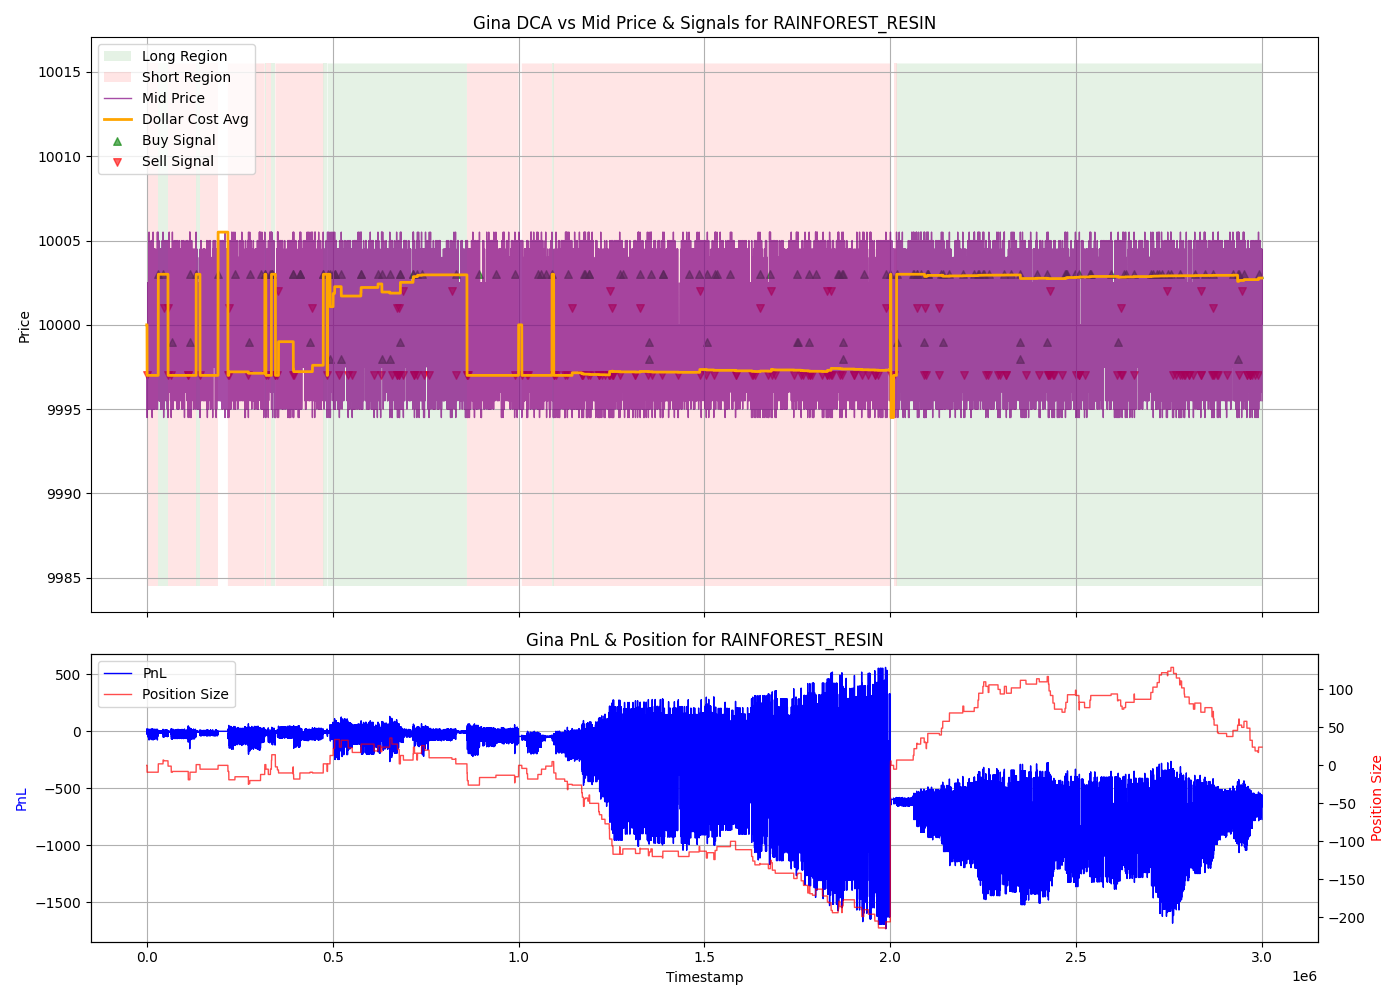 Gina DCA vs Mid Price & Signals for RAINFOREST_RESIN
Long Region
Short Region
Mid Price
Dollar Cost Avg
Buy Signal
Sell Signal
10015
10010
10005
10000
9995
9990
9985
Price
Gina PnL & Position for RAINFOREST_RESIN
PnL
Position Size
500
0
−500
−1000
−1500
PnL
100
50
0
−50
−100
−150
−200
Position Size
0.0 0.5 1.0 1.5 2.0 2.5 3.0
1e6
Timestamp